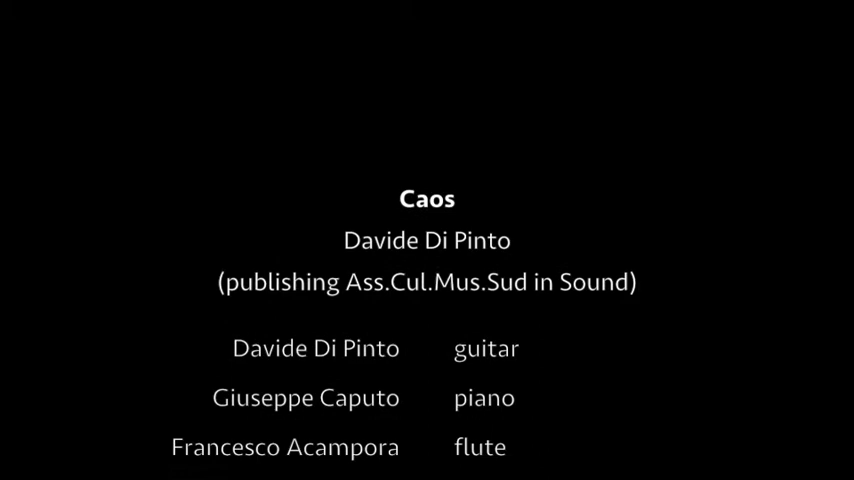 Caos
Davide Di Pinto
(publishing Ass.Cul.Mus.Sud in Sound)
Davide Di Pinto guitar
Giuseppe Caputo piano
Francesco Acampora flute